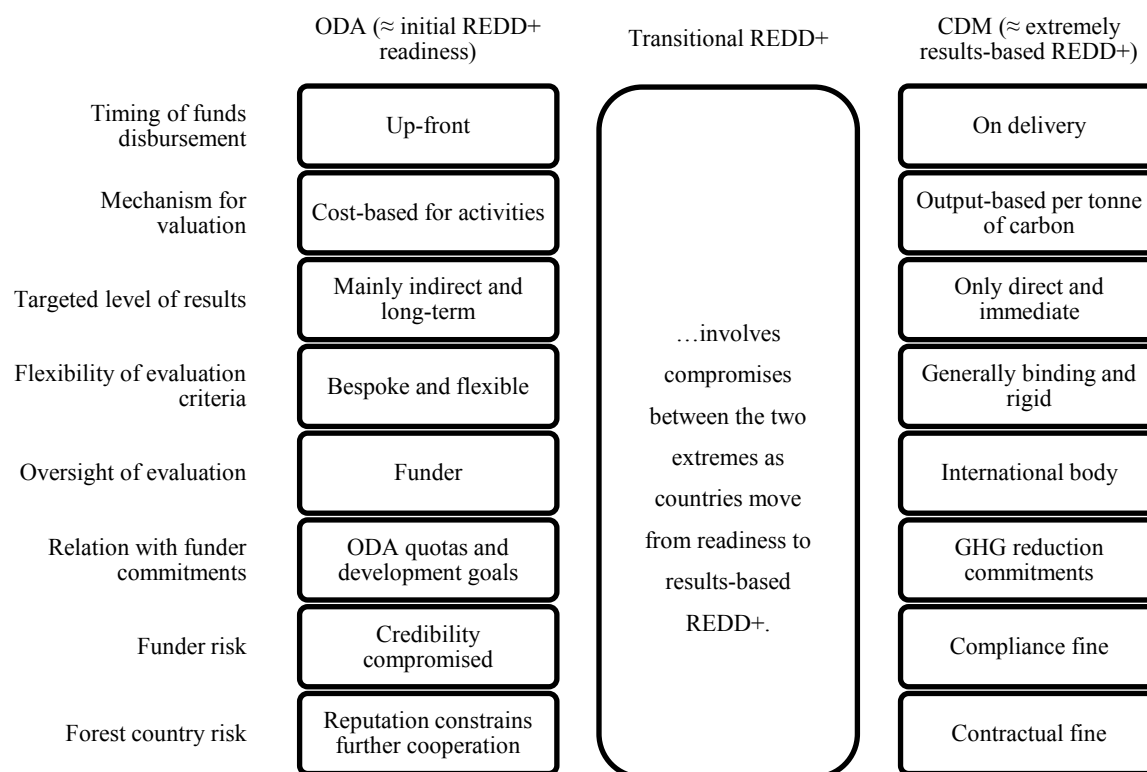 ODA (≈ initial REDD+
readiness)
Transitional REDD+
CDM (≈ extremely
results-based REDD+)
Timing of funds
disbursement
Up-front
On delivery
Mechanism for
valuation
Cost-based for activities
Output-based per tonne
of carbon
Targeted level of results
Mainly indirect and
long-term
Only direct and
immediate
Flexibility of evaluation
criteria
Bespoke and flexible
Generally binding and
rigid
Oversight of evaluation
Funder
International body
Relation with funder
commitments
ODA quotas and
development goals
GHG reduction
commitments
Funder risk
Credibility
compromised
Compliance fine
Forest country risk
Reputation constrains
further cooperation
Contractual fine
…involves
compromises
between the two
extremes as
countries move
from readiness to
results-based
REDD+.